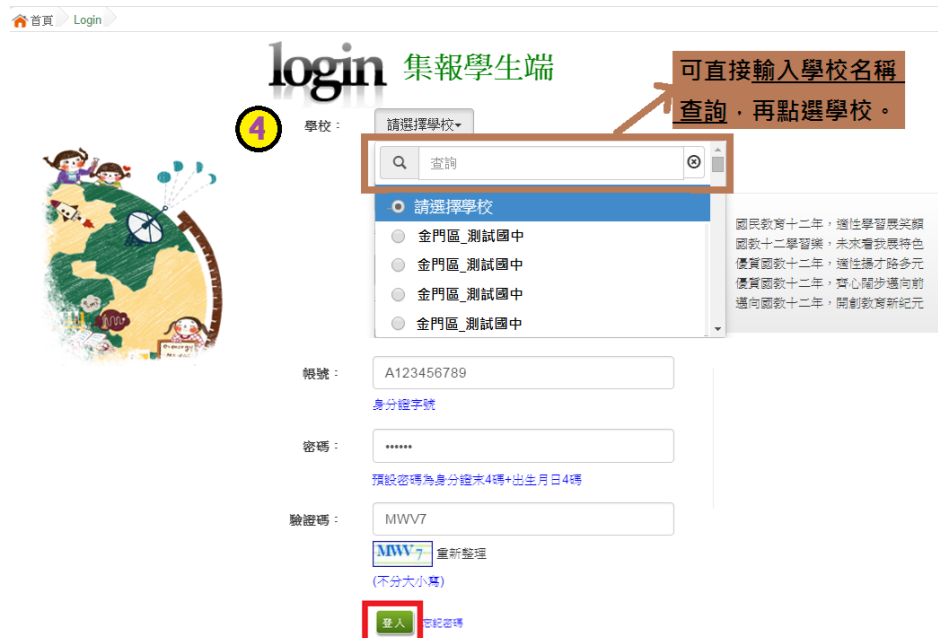 首頁 Login
login 集報學生端
可直接輸入學校名稱
查詢，再點選學校。
4 學校： 請選擇學校
查詢
請選擇學校
金門區_測試國中
金門區_測試國中
金門區_測試國中
金門區_測試國中
國民教育十二年，適性學習展笑顏
國教十二學習樂，未來看我展特色
優質國教十二年，適性揚才路多元
優質國教十二年，齊心闊步邁向前
邁向國教十二年，開創教育新紀元
帳號： A123456789
身分證字號
密碼： ••••••
預設密碼為身分證末4碼+出生月日4碼
驗證碼： MWV7
MWV7 重新整理
(不分大小寫)
登入 忘記密碼